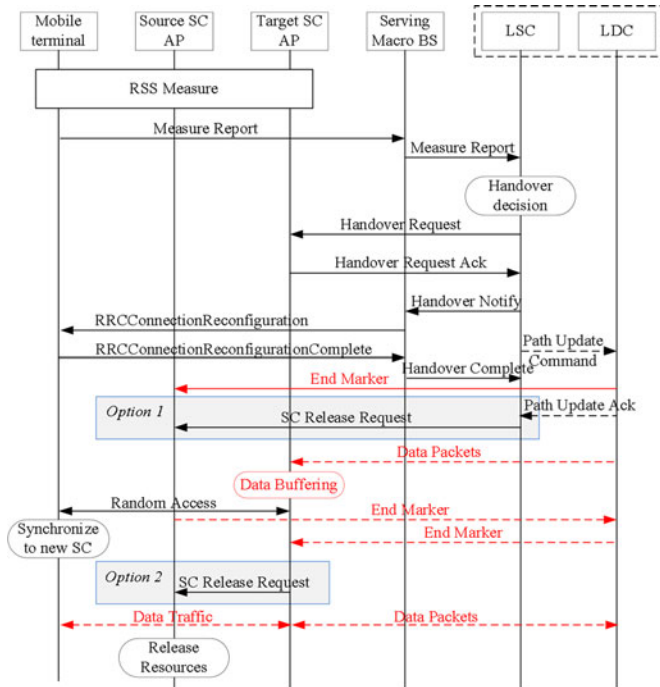 Mobile terminal
Source SC AP
Target SC AP
Serving Macro BS
LSC
LDC
RSS Measure
Measure Report
Measure Report
Handover decision
Handover Request
Handover Request Ack
Handover Notify
RRCConnectionReconfiguration
Path Update Command
RRCConnectionReconfigurationComplete
Handover Complete
End Marker
Option 1
SC Release Request
Path Update Ack
Data Packets
Data Buffering
Random Access
End Marker
Synchronize to new SC
End Marker
Option 2
SC Release Request
Data Traffic
Data Packets
Release Resources